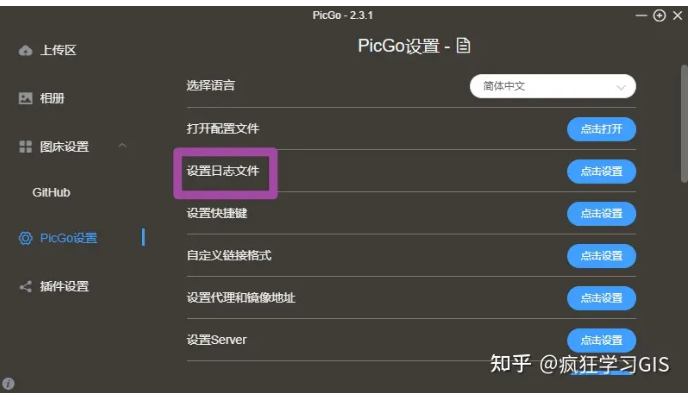 PicGo - 2.3.1
上传区
相册
图床设置
GitHub
PicGo设置
插件设置
PicGo设置 -
选择语言
简体中文
打开配置文件
点击打开
设置日志文件
点击设置
设置快捷键
点击设置
自定义链接格式
点击设置
设置代理和镜像地址
点击设置
设置Server
点击设置
知乎 @疯狂学习GIS